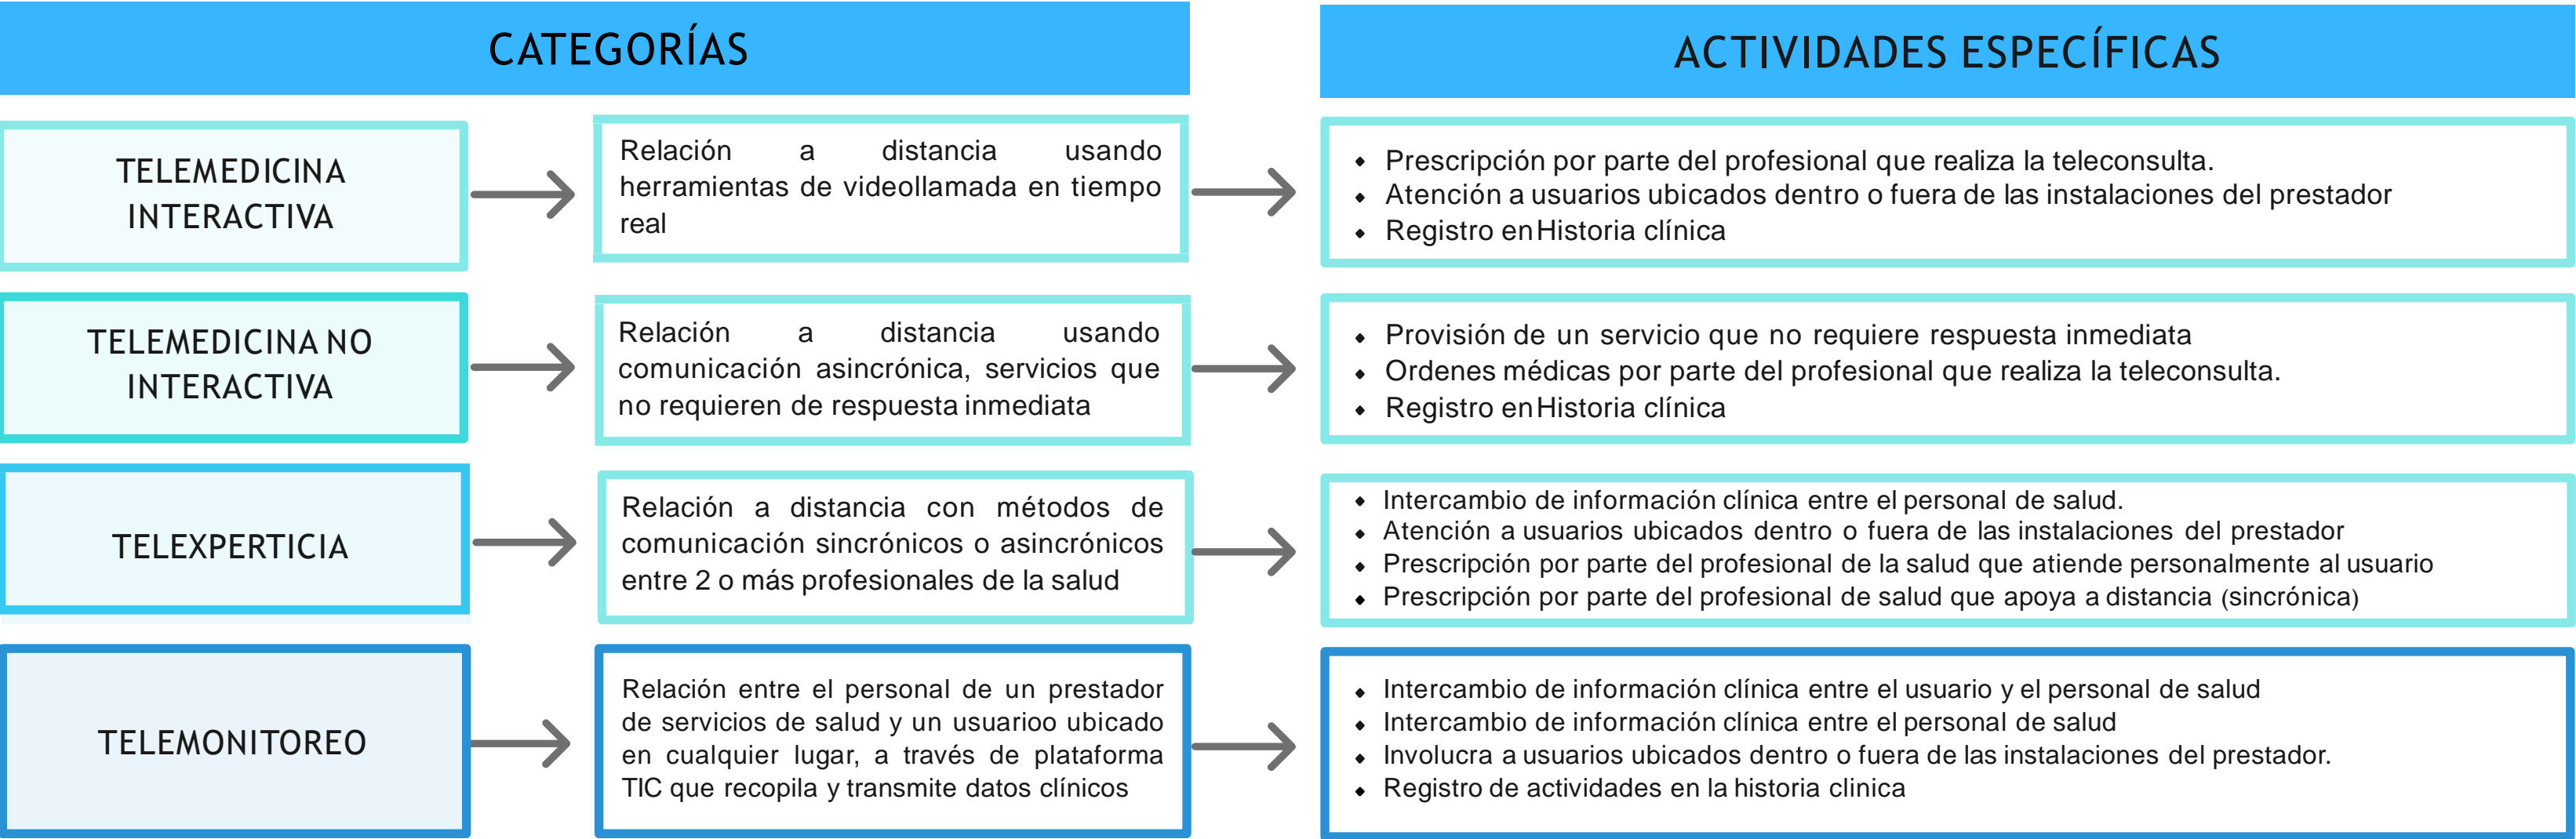 CATEGORÍAS
ACTIVIDADES ESPECÍFICAS
TELEMEDICINA
INTERACTIVA
Relación a distancia usando
herramientas de videollamada en tiempo
real
Prescripción por parte del profesional que realiza la teleconsulta.
Atención a usuarios ubicados dentro o fuera de las instalaciones del prestador
Registro en Historia clínica
TELEMEDICINA NO
INTERACTIVA
Relación a distancia usando
comunicación asincrónica, servicios que
no requieren de respuesta inmediata
Provisión de un servicio que no requiere respuesta inmediata
Ordenes médicas por parte del profesional que realiza la teleconsulta.
Registro en Historia clínica
TELEXPERTICIA
Relación a distancia con métodos de
comunicación sincrónicos o asincrónicos
entre 2 o más profesionales de la salud
Intercambio de información clínica entre el personal de salud.
Atención a usuarios ubicados dentro o fuera de las instalaciones del prestador
Prescripción por parte del profesional de la salud que atiende personalmente al usuario
Prescripción por parte del profesional de salud que apoya a distancia (sincrónica)
TELEMONITOREO
Relación entre el personal de un prestador
de servicios de salud y un usuarioo ubicado
en cualquier lugar, a través de plataforma
TIC que recopila y transmite datos clínicos
Intercambio de información clínica entre el usuario y el personal de salud
Intercambio de información clínica entre el personal de salud
Involucra a usuarios ubicados dentro o fuera de las instalaciones del prestador.
Registro de actividades en la historia clinica